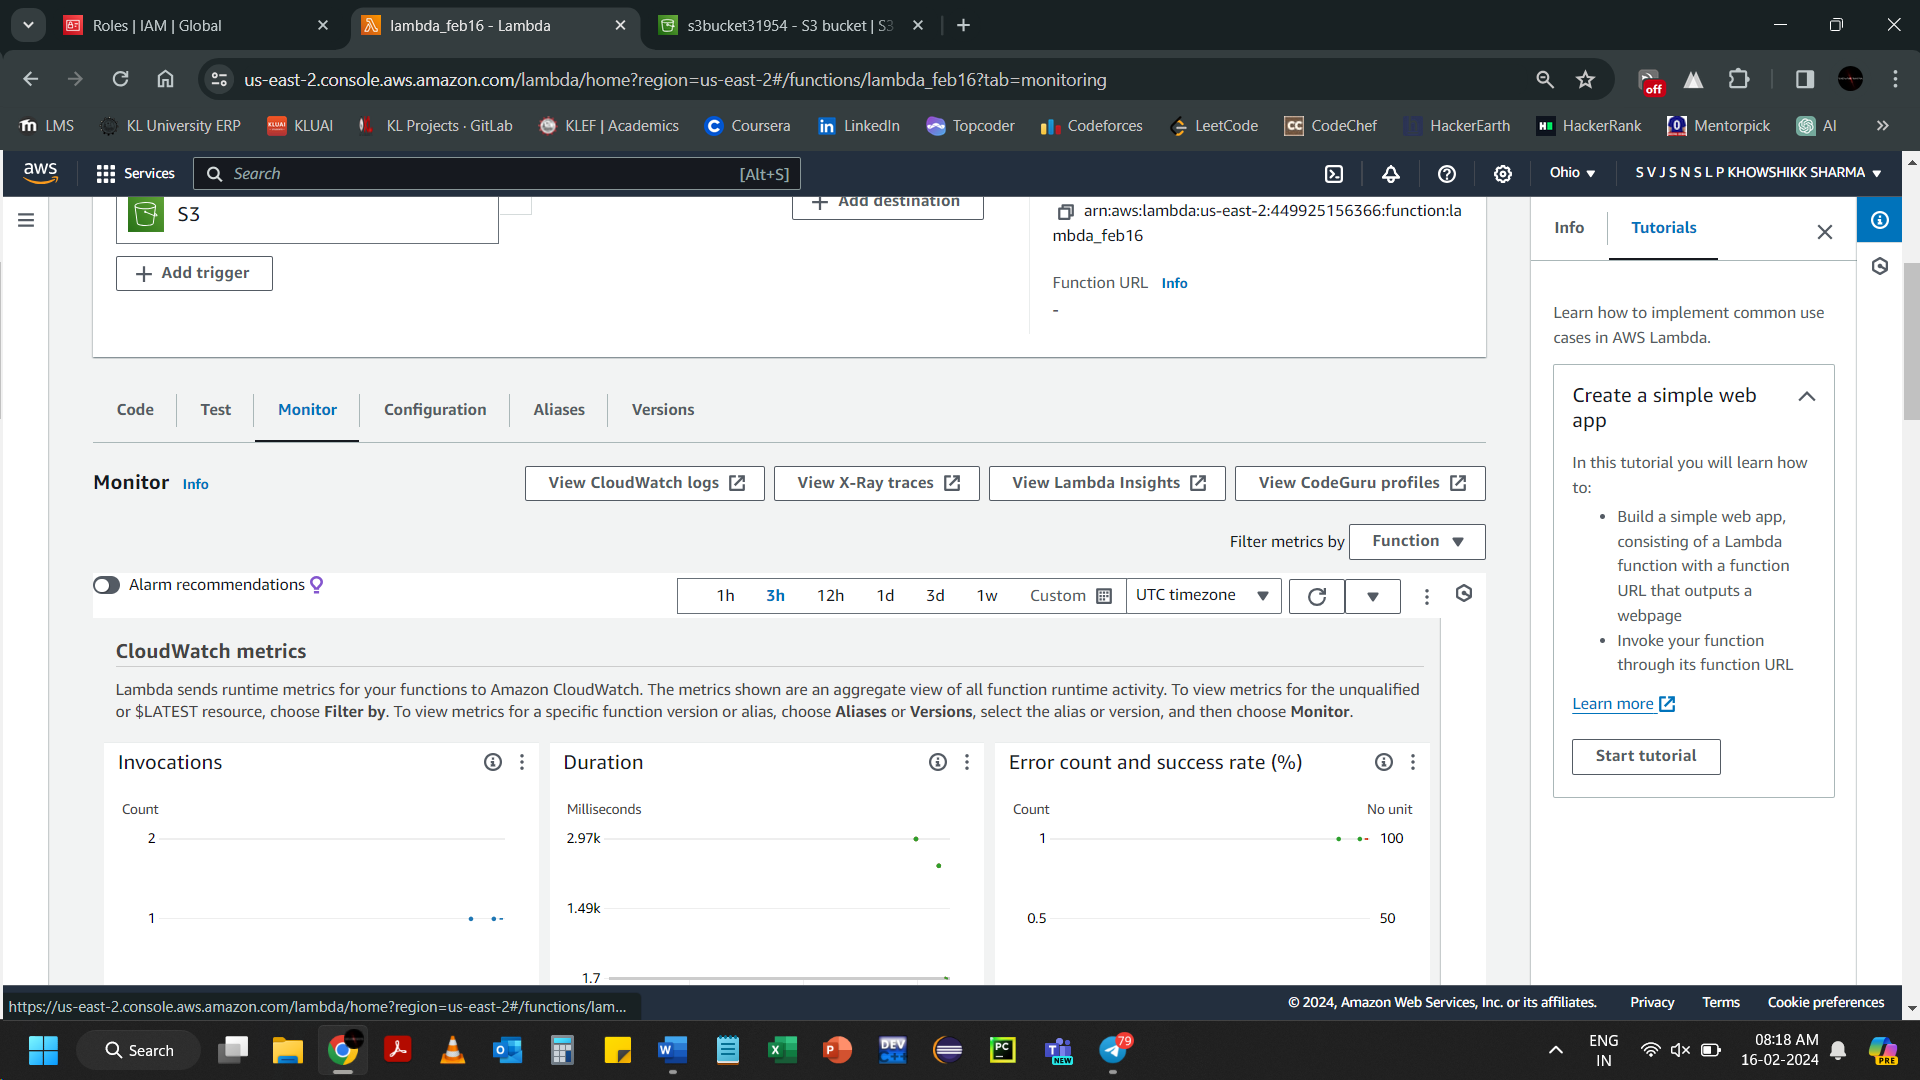 Roles | IAM | Global
lambda_feb16 - Lambda
s3bucket31954 - S3 bucket | S3
us-east-2.console.aws.amazon.com/lambda/home?region=us-east-2#/functions/lambda_feb16?tab=monitoring
off
LMS
KL University ERP
KLUAI
KLUAI
KL Projects · GitLab
KLEF | Academics
Coursera
LinkedIn
Topcoder
Codeforces
LeetCode
CodeChef
HackerEarth
HackerRank
Mentorpick
AI
aws
Services
Search
[Alt+S]
Ohio
S V J S N S L P KHOWSHIKK SHARMA
S3
Add destination
Add trigger
arn:aws:lambda:us-east-2:449925156366:function:la
mbda_feb16
Function URL Info
-
Info
Tutorials
Learn how to implement common use
cases in AWS Lambda.
Create a simple web
app
In this tutorial you will learn how
to:
• Build a simple web app,
consisting of a Lambda
function with a function
URL that outputs a
webpage
• Invoke your function
through its function URL
Learn more
Start tutorial
Code
Test
Monitor
Configuration
Aliases
Versions
Monitor Info
View CloudWatch logs
View X-Ray traces
View Lambda Insights
View CodeGuru profiles
Filter metrics by
Function
Alarm recommendations
1h
3h
12h
1d
3d
1w
Custom
UTC timezone
CloudWatch metrics
Lambda sends runtime metrics for your functions to Amazon CloudWatch. The metrics shown are an aggregate view of all function runtime activity. To view metrics for the unqualified
or $LATEST resource, choose Filter by. To view metrics for a specific function version or alias, choose Aliases or Versions, select the alias or version, and then choose Monitor.
Invocations
Count
2
1
Duration
Milliseconds
2.97k
1.49k
1.7
Error count and success rate (%)
Count
No unit
1
100
0.5
50
https://us-east-2.console.aws.amazon.com/lambda/home?region=us-east-2#/functions/lam...
© 2024, Amazon Web Services, Inc. or its affiliates.
Privacy
Terms
Cookie preferences
Search
DEV
PC
NEW
79
ENG
IN
08:18 AM
16-02-2024
PRE